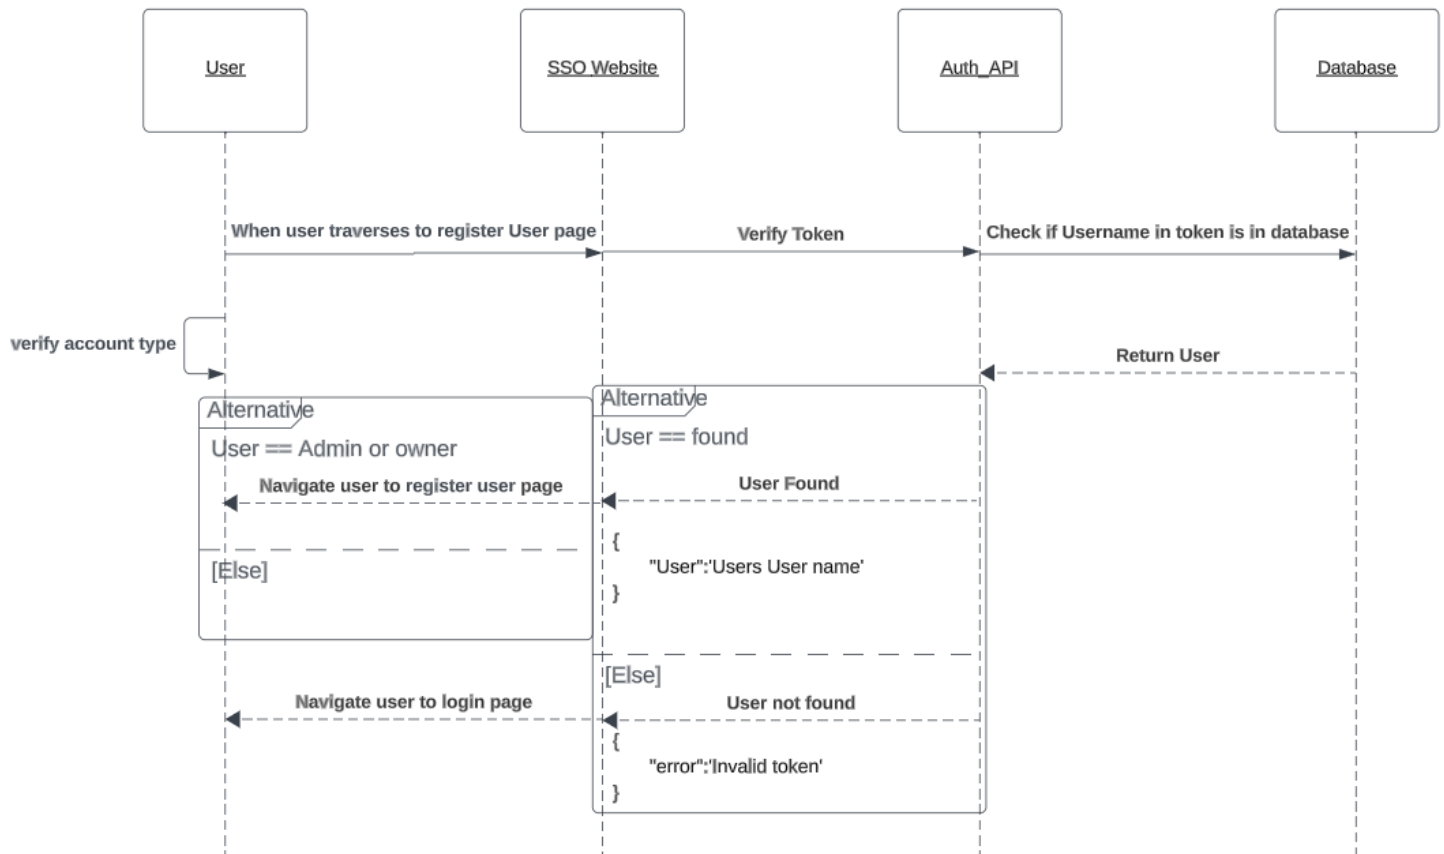 User
SSO Website
Auth_API
Database
When user traverses to register User page
Verify Token
Check if Username in token is in database
verify account type
Return User
Alternative
User == Admin or owner
Navigate user to register user page
[Else]
Alternative
User == found
User Found
{
"User":'Users User name'
}
[Else]
Navigate user to login page
User not found
{
"error":'Invalid token'
}